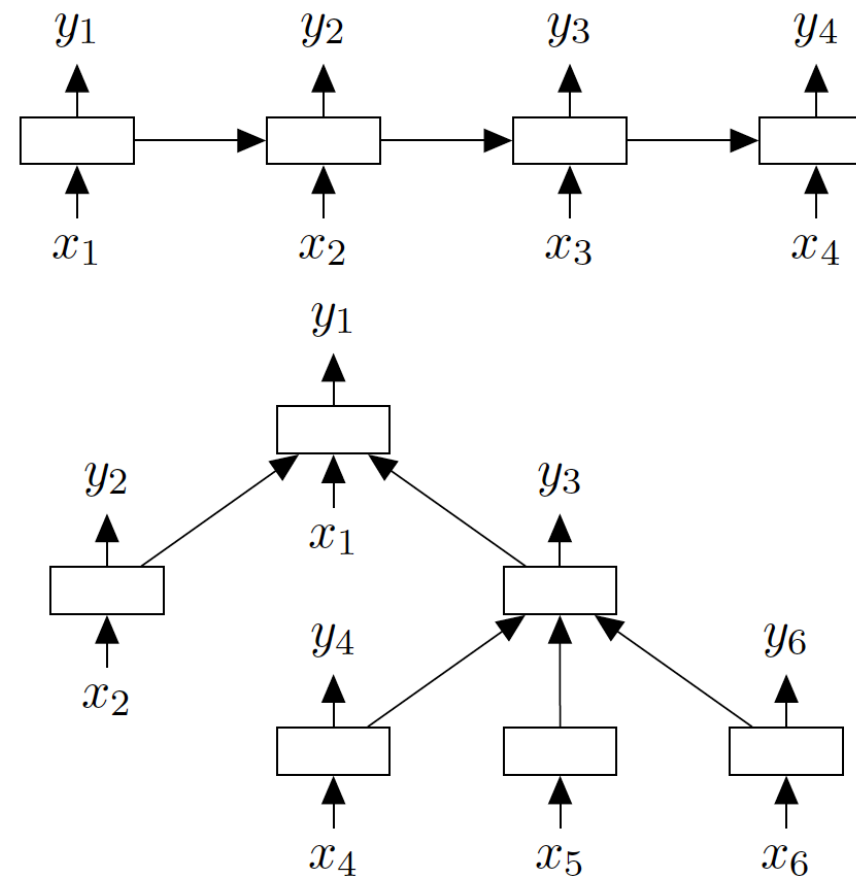 y₁ y₂ y₃ y₄
x₁ x₂ x₃ x₄
y₁
y₂ y₃
x₁
y₄ y₆
x₂
x₄ x₅ x₆